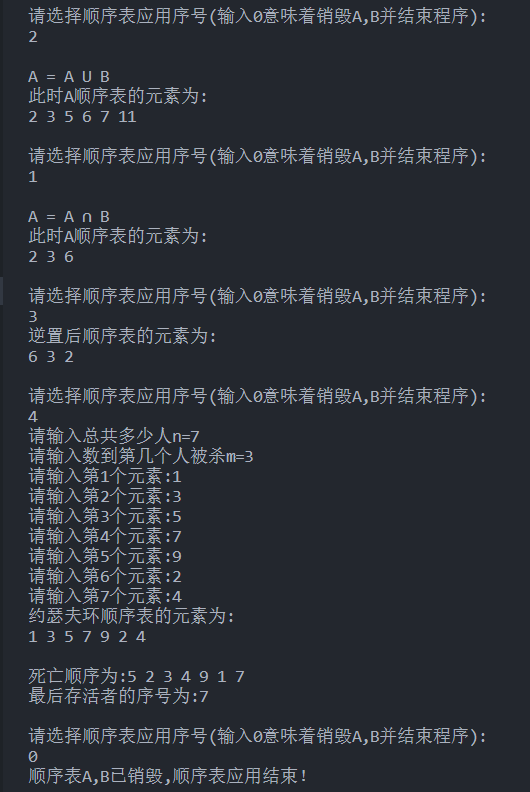 请选择顺序表应用序号(输入0意味着销毁A,B并结束程序):
2
A = A U B
此时A顺序表的元素为:
2 3 5 6 7 11
请选择顺序表应用序号(输入0意味着销毁A,B并结束程序):
1
A = A ∩ B
此时A顺序表的元素为:
2 3 6
请选择顺序表应用序号(输入0意味着销毁A,B并结束程序):
3
逆置后顺序表的元素为:
6 3 2
请选择顺序表应用序号(输入0意味着销毁A,B并结束程序):
4
请输入总共多少人n=7
请输入数到第几个人被杀m=3
请输入第1个元素:1
请输入第2个元素:3
请输入第3个元素:5
请输入第4个元素:7
请输入第5个元素:9
请输入第6个元素:2
请输入第7个元素:4
约瑟夫环顺序表的元素为:
1 3 5 7 9 2 4
死亡顺序为:5 2 3 4 9 1 7
最后存活者的序号为:7
请选择顺序表应用序号(输入0意味着销毁A,B并结束程序):
0
顺序表A,B已销毁,顺序表应用结束!